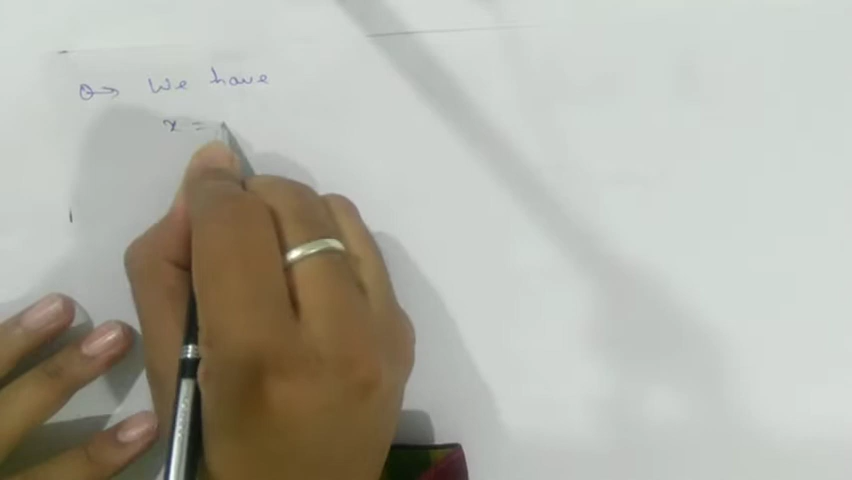 Q→ We have
x =